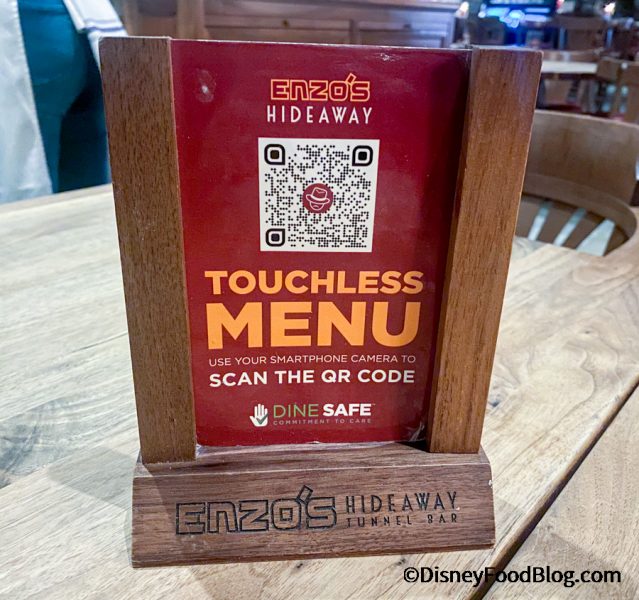 ENZO'S
HIDEAWAY
TOUCHLESS
MENU
USE YOUR SMARTPHONE CAMERA TO
SCAN THE QR CODE
DINE SAFE™
COMMITMENT TO CARE
ENZO'S HIDEAWAY
TUNNEL BAR
©DisneyFoodBlog.com